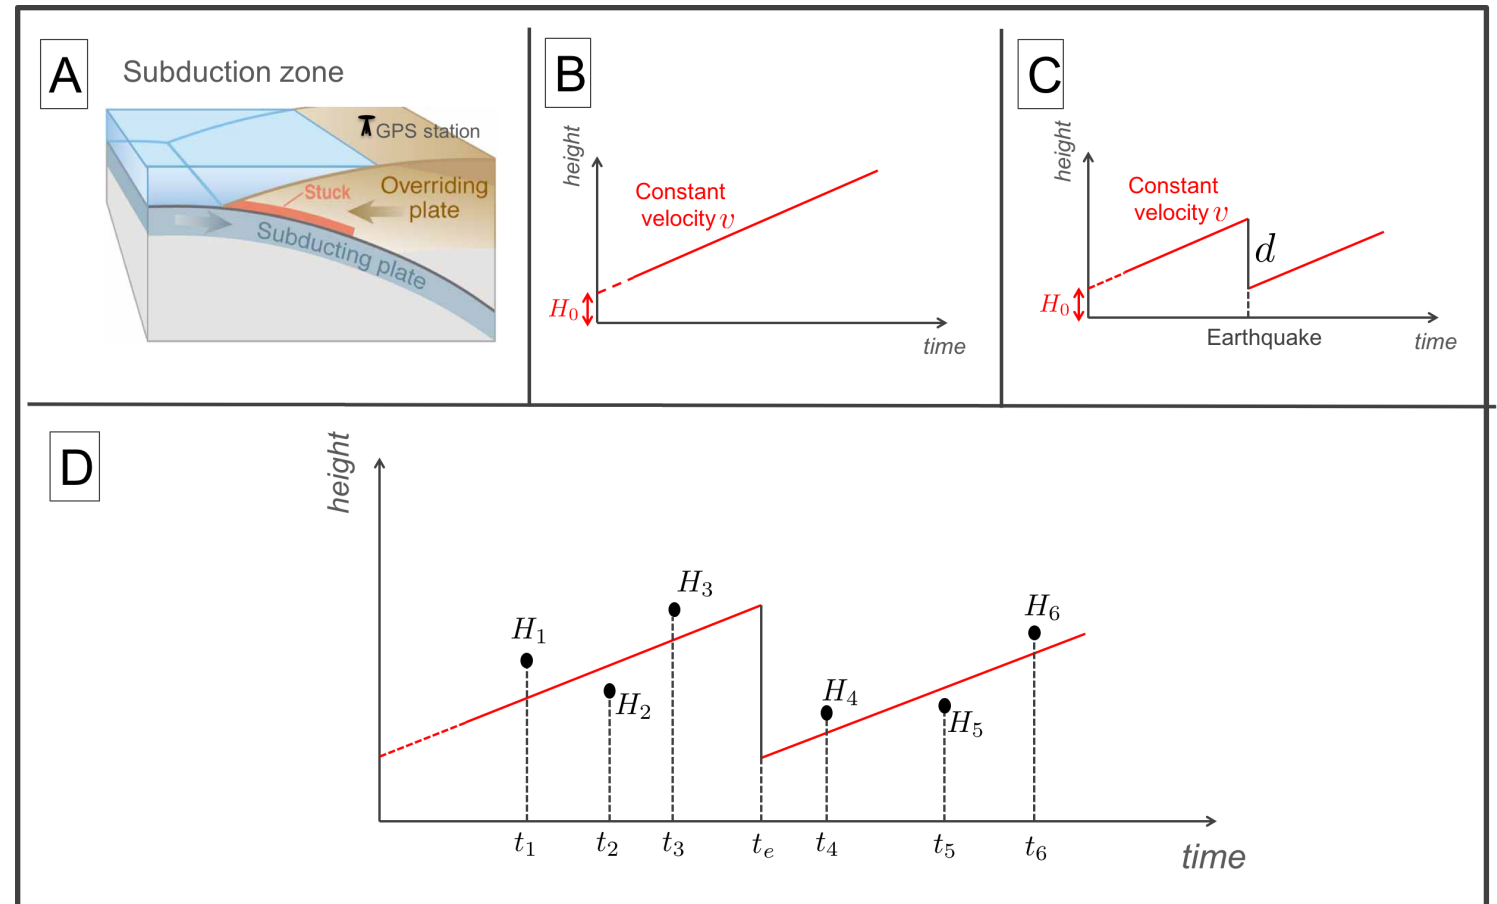 A
Subduction zone
GPS station
Stuck
Overriding
plate
Subducting plate
B
height
Constant
velocity v
H₀
time
C
height
Constant
velocity v
d
H₀
Earthquake
time
D
height
H₁
H₂
H₃
H₄
H₅
H₆
t₁
t₂
t₃
tₑ
t₄
t₅
t₆
time